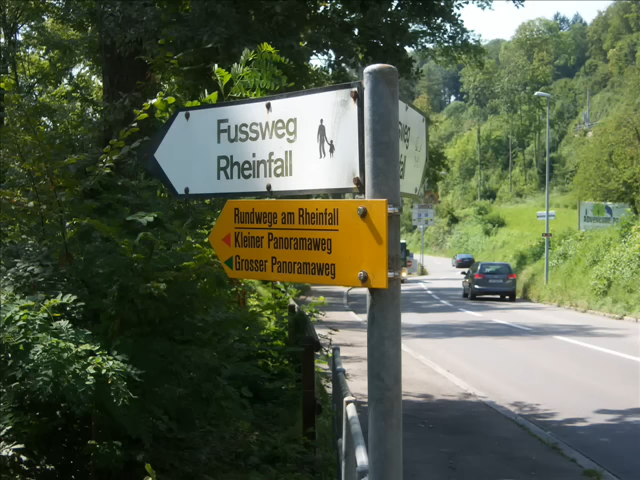 Fussweg
Rheinfall
Rundwege am Rheinfall
Kleiner Panoramaweg
Grosser Panoramaweg